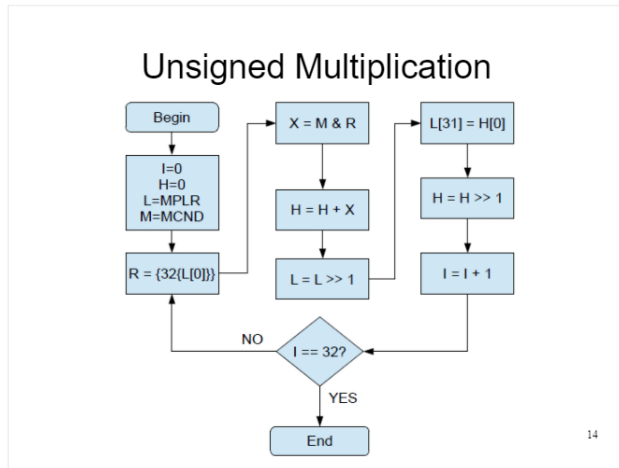 Unsigned Multiplication
Begin
I=0
H=0
L=MPLR
M=MCND
R = {32{L[0]}}
X = M & R
H = H + X
L = L >> 1
L[31] = H[0]
H = H >> 1
I = I + 1
I == 32?
NO
YES
End
14